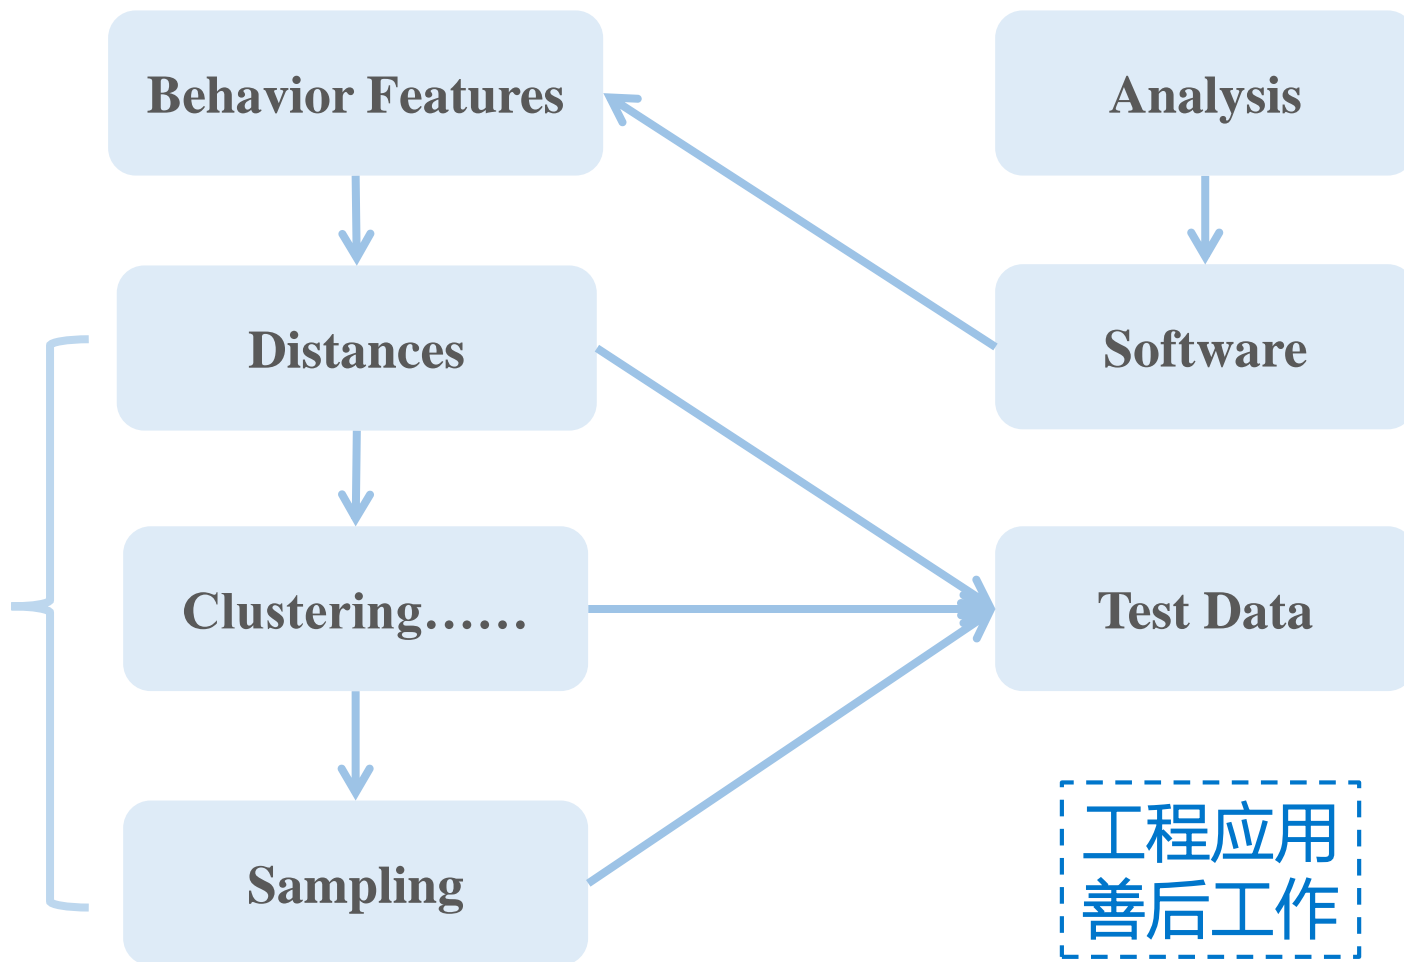 Behavior Features
Analysis
Distances
Software
Clustering……
Test Data
Sampling
工程应用
善后工作